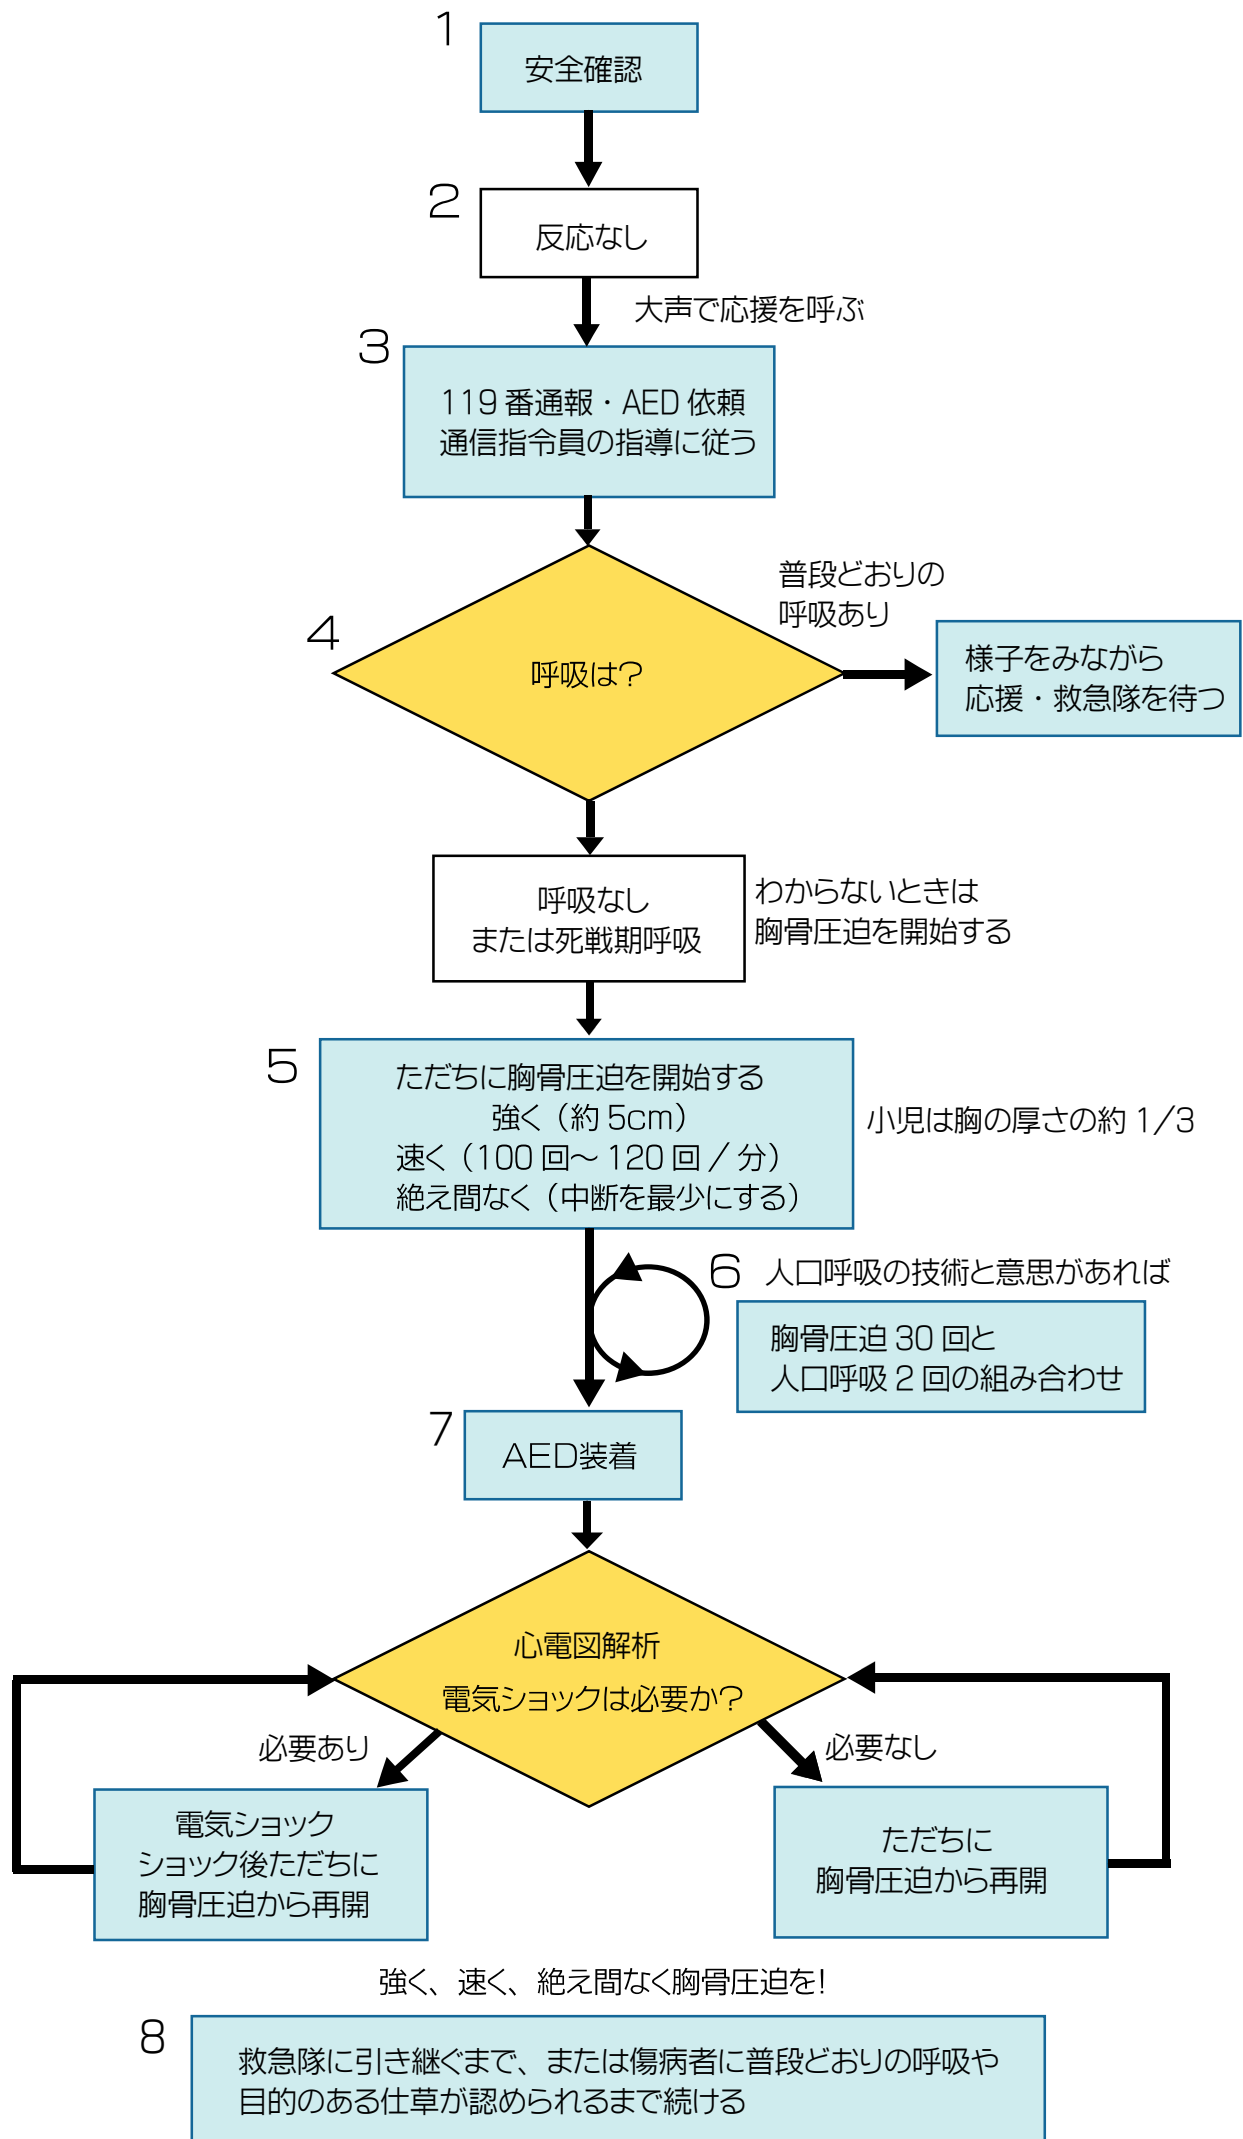 1
安全確認
2
反応なし
大声で応援を呼ぶ
3
119 番通報・AED 依頼
通信指令員の指導に従う
4
呼吸は?
普段どおりの
呼吸あり
様子をみながら
応援・救急隊を待つ
呼吸なし
または死戦期呼吸
わからないときは
胸骨圧迫を開始する
5
ただちに胸骨圧迫を開始する
強く（約 5cm）
速く（100 回～ 120 回 / 分）
絶え間なく（中断を最少にする）
小児は胸の厚さの約 1/3
6
人口呼吸の技術と意思があれば
胸骨圧迫 30 回と
人口呼吸 2 回の組み合わせ
7
AED装着
心電図解析
電気ショックは必要か?
必要あり
必要なし
電気ショック
ショック後ただちに
胸骨圧迫から再開
ただちに
胸骨圧迫から再開
強く、速く、絶え間なく胸骨圧迫を!
8
救急隊に引き継ぐまで、または傷病者に普段どおりの呼吸や
目的のある仕草が認められるまで続ける